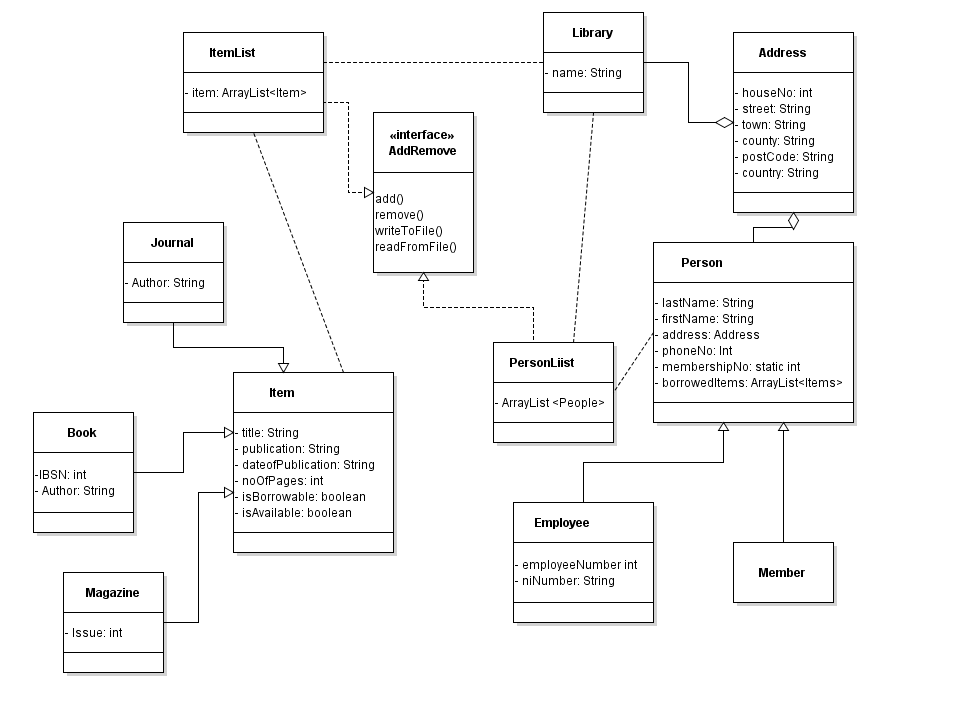 ItemList
- item: ArrayList<Item>
Library
- name: String
Address
- houseNo: int
- street: String
- town: String
- county: String
- postCode: String
- country: String
«interface»
AddRemove
add()
remove()
writeToFile()
readFromFile()
Journal
- Author: String
Person
- lastName: String
- firstName: String
- address: Address
- phoneNo: Int
- membershipNo: static int
- borrowedItems: ArrayList<Items>
PersonLiist
- ArrayList <People>
Item
- title: String
- publication: String
- dateofPublication: String
- noOfPages: int
- isBorrowable: boolean
- isAvailable: boolean
Book
-IBSN: int
- Author: String
Employee
- employeeNumber int
- niNumber: String
Member
Magazine
- Issue: int